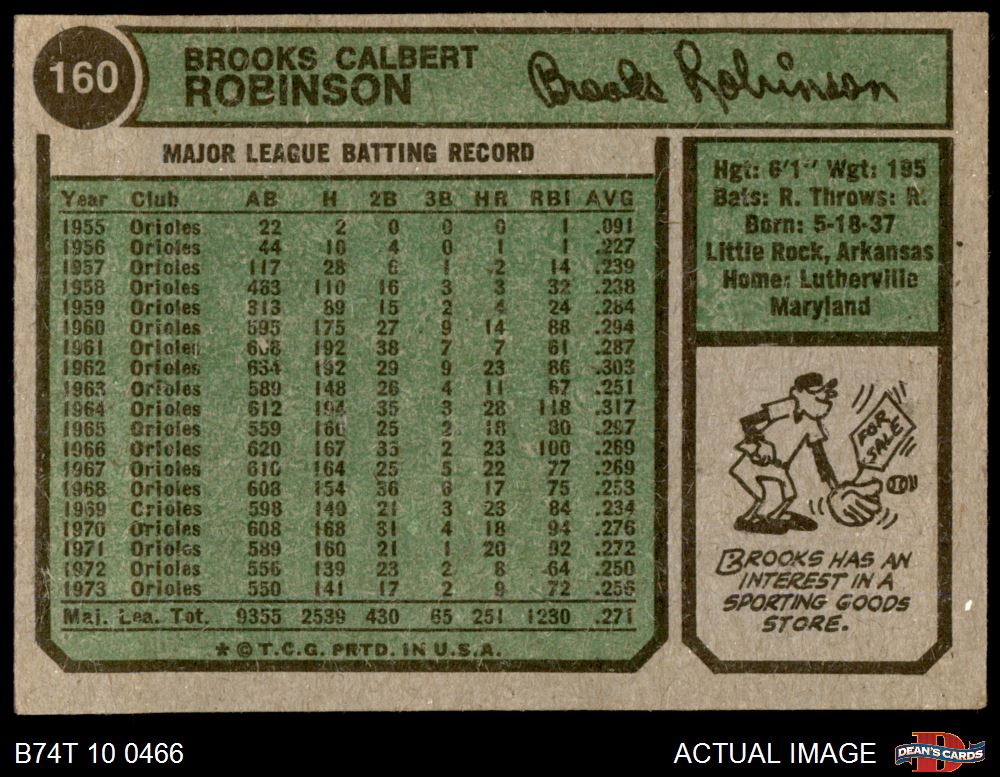 160
BROOKS CALBERT
ROBINSON
Brooks Robinson
MAJOR LEAGUE BATTING RECORD
Year Club AB H 2B 3B HR RBI AVG
1955 Orioles 22 2 0 0 0 1 .091
1956 Orioles 44 10 4 0 1 1 .227
1957 Orioles 117 28 6 1 2 14 .239
1958 Orioles 463 110 16 3 3 32 .238
1959 Orioles 313 89 15 2 4 24 .284
1960 Orioles 595 175 27 9 14 88 .294
1961 Orioles 668 192 38 7 7 61 .287
1962 Orioles 634 192 29 9 23 86 .303
1963 Orioles 589 148 26 4 11 67 .251
1964 Orioles 612 194 35 3 28 118 .317
1965 Orioles 559 166 25 2 18 80 .297
1966 Orioles 620 167 35 2 23 100 .269
1967 Orioles 610 164 25 5 22 77 .269
1968 Orioles 608 154 36 6 17 75 .253
1969 Orioles 598 140 21 3 23 84 .234
1970 Orioles 608 168 31 4 18 94 .276
1971 Orioles 589 160 21 1 20 92 .272
1972 Orioles 556 139 23 2 8 64 .250
1973 Orioles 550 141 17 2 9 72 .256
Maj. Lea. Tot. 9355 2539 430 65 251 1230 .271
* © T.C.G. PRTD. IN U.S.A.
Hgt: 6'1" Wgt: 195
Bats: R. Throws: R.
Born: 5-18-37
Little Rock, Arkansas
Home: Lutherville
Maryland
FOR
SALE
BROOKS HAS AN
INTEREST IN A
SPORTING GOODS
STORE.
B74T 10 0466
ACTUAL IMAGE
DEAN'S CARDS